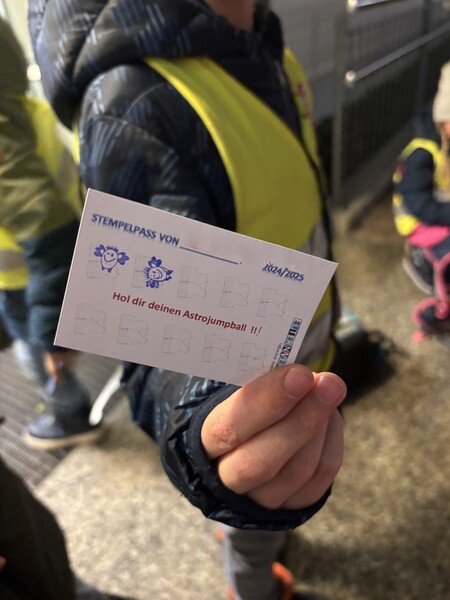 STEMPELPASS VON
2024/2025
Hol dir deinen Astrojumpball !!!